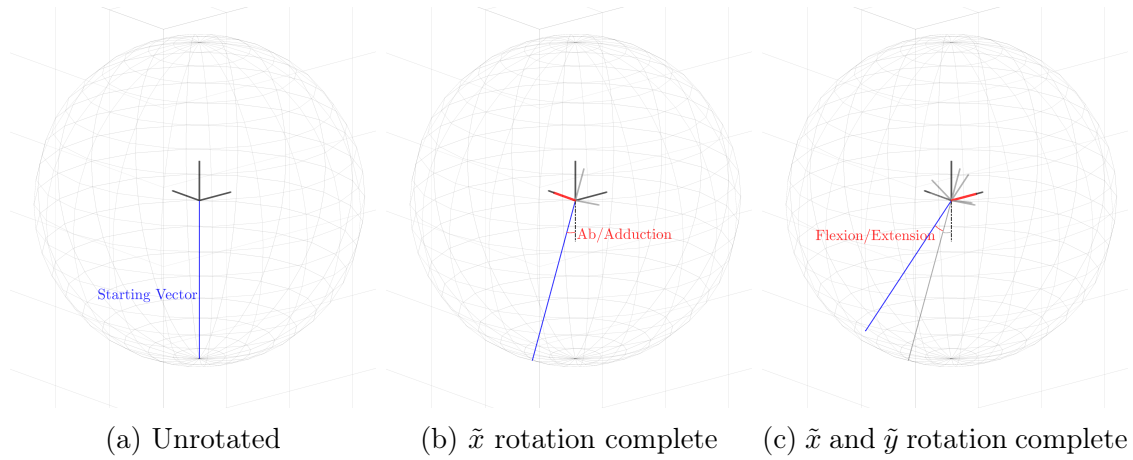 Starting Vector
Ab/Adduction
Flexion/Extension
(a) Unrotated
(b) x̃ rotation complete
(c) x̃ and ỹ rotation complete